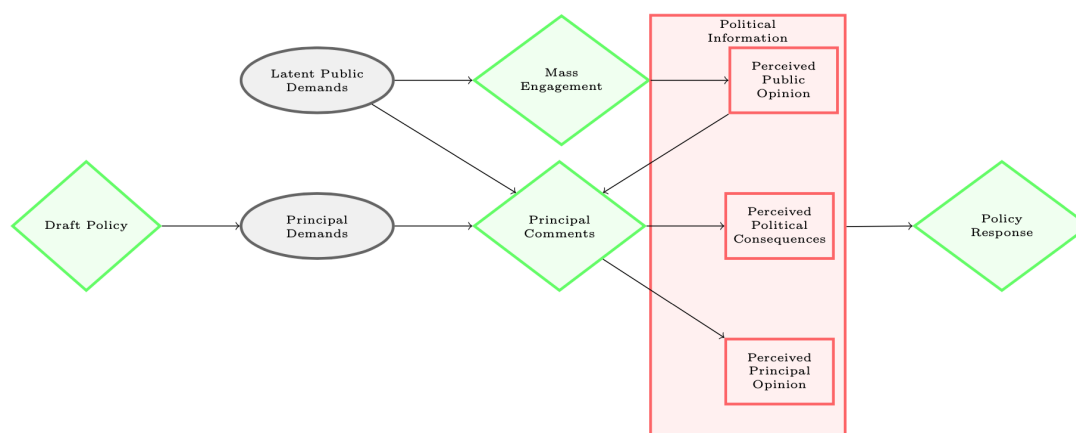 Political
Information
Latent Public
Demands
Mass
Engagement
Perceived
Public
Opinion
Draft Policy
Principal
Demands
Principal
Comments
Perceived
Political
Consequences
Policy
Response
Perceived
Principal
Opinion